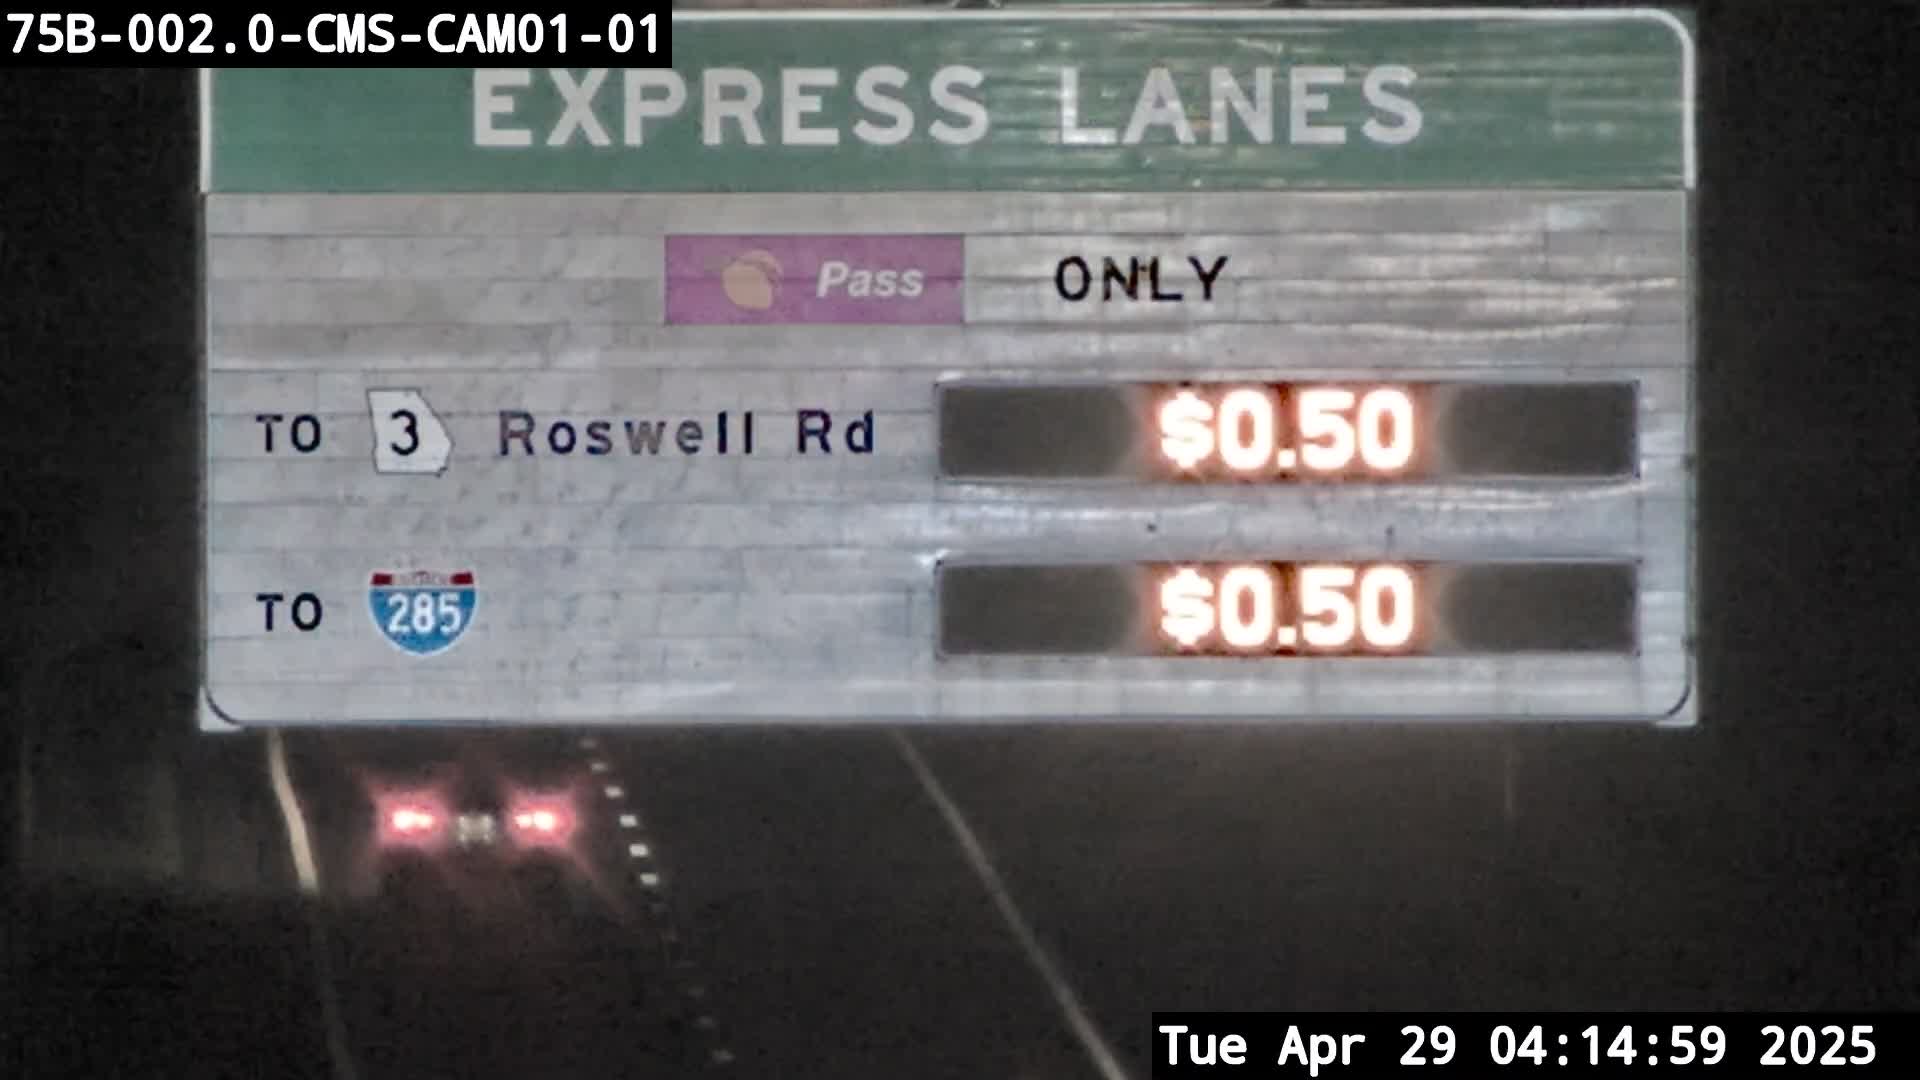 75B-002.0-CMS-CAM01-01
EXPRESS LANES
Pass ONLY
TO 3 Roswell Rd $0.50
TO 285 $0.50
Tue Apr 29 04:14:59 2025